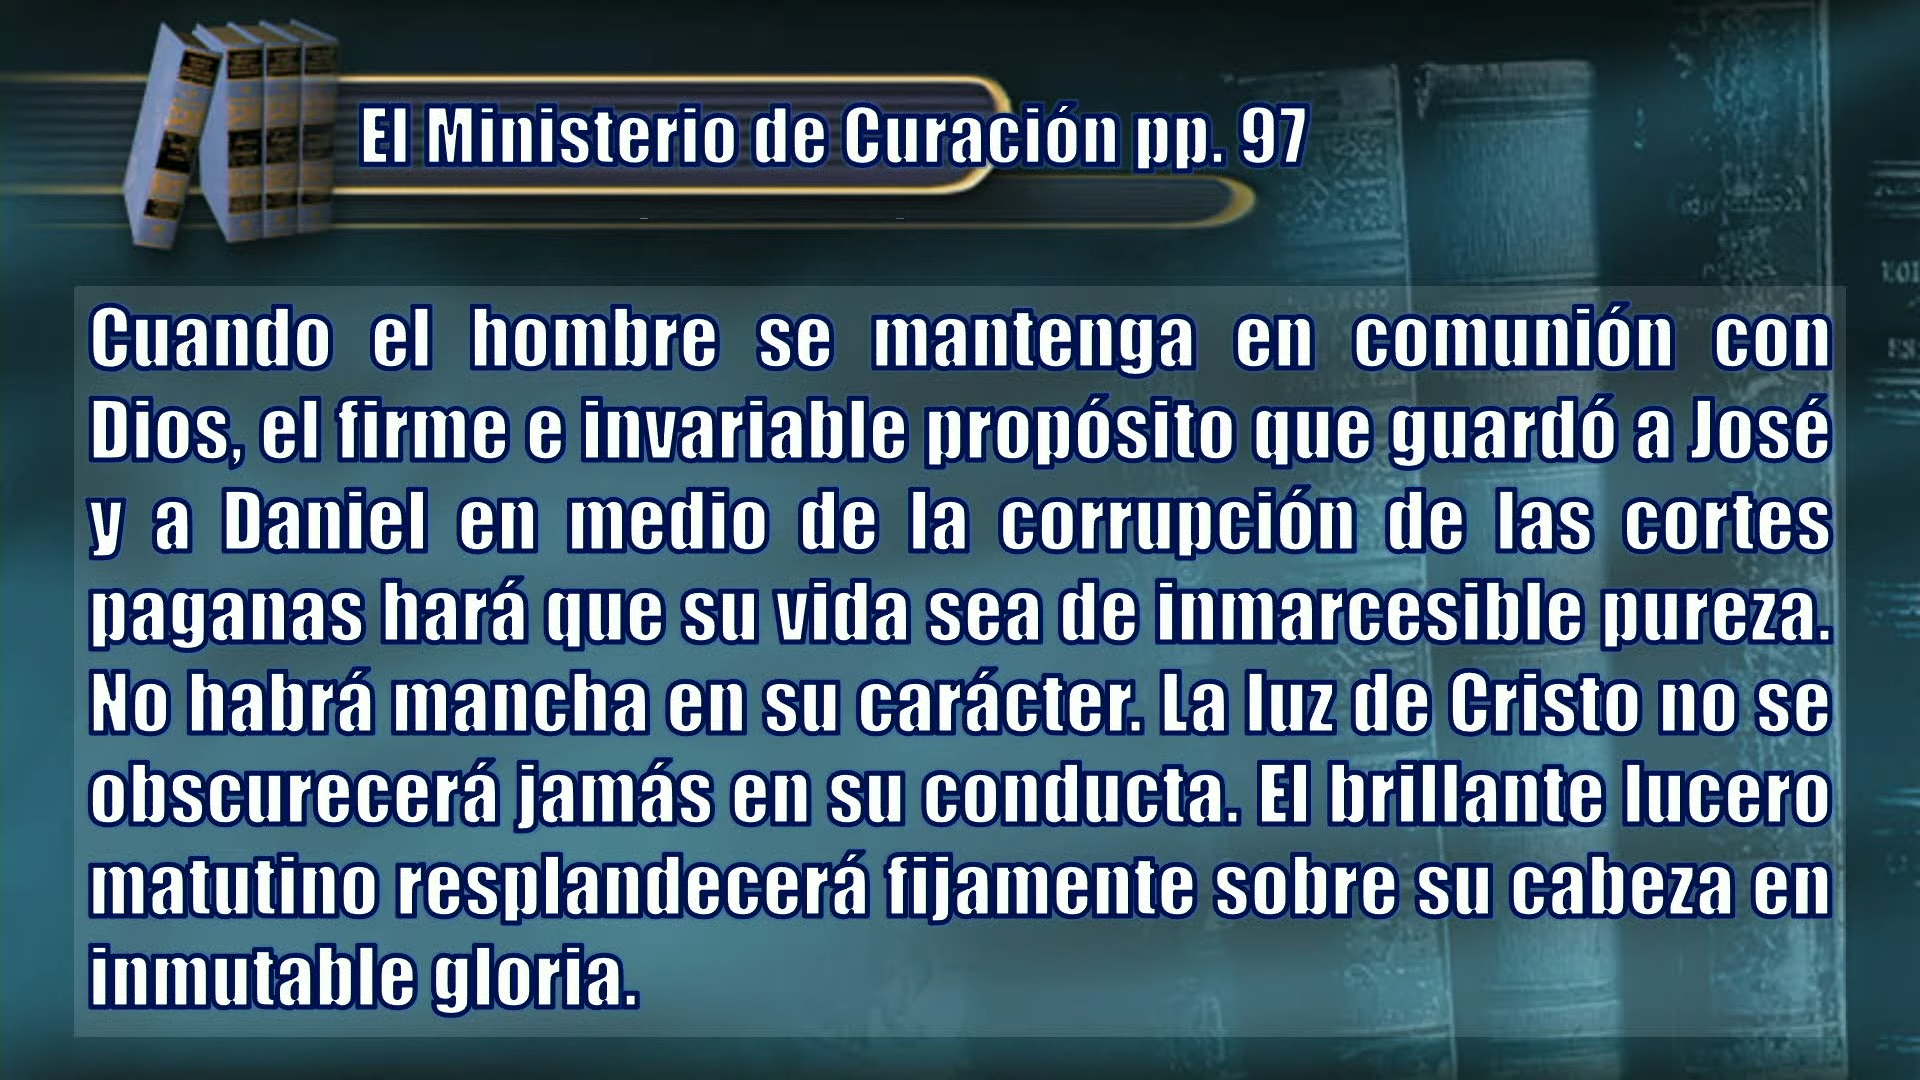 El Ministerio de Curación pp. 97
Cuando el hombre se mantenga en comunión con
Dios, el firme e invariable propósito que guardó a José
y a Daniel en medio de la corrupción de las cortes
paganas hará que su vida sea de inmarcesible pureza.
No habrá mancha en su carácter. La luz de Cristo no se
obscurecerá jamás en su conducta. El brillante lucero
matutino resplandecerá fijamente sobre su cabeza en
inmutable gloria.